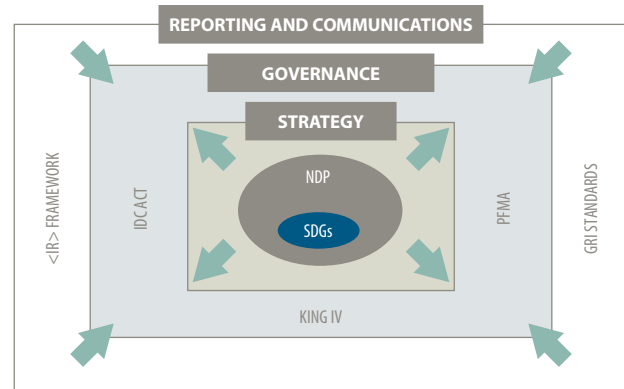 REPORTING AND COMMUNICATIONS
GOVERNANCE
STRATEGY
NDP
SDGs
<IR> FRAMEWORK
IDC ACT
PFMA
GRI STANDARDS
KING IV